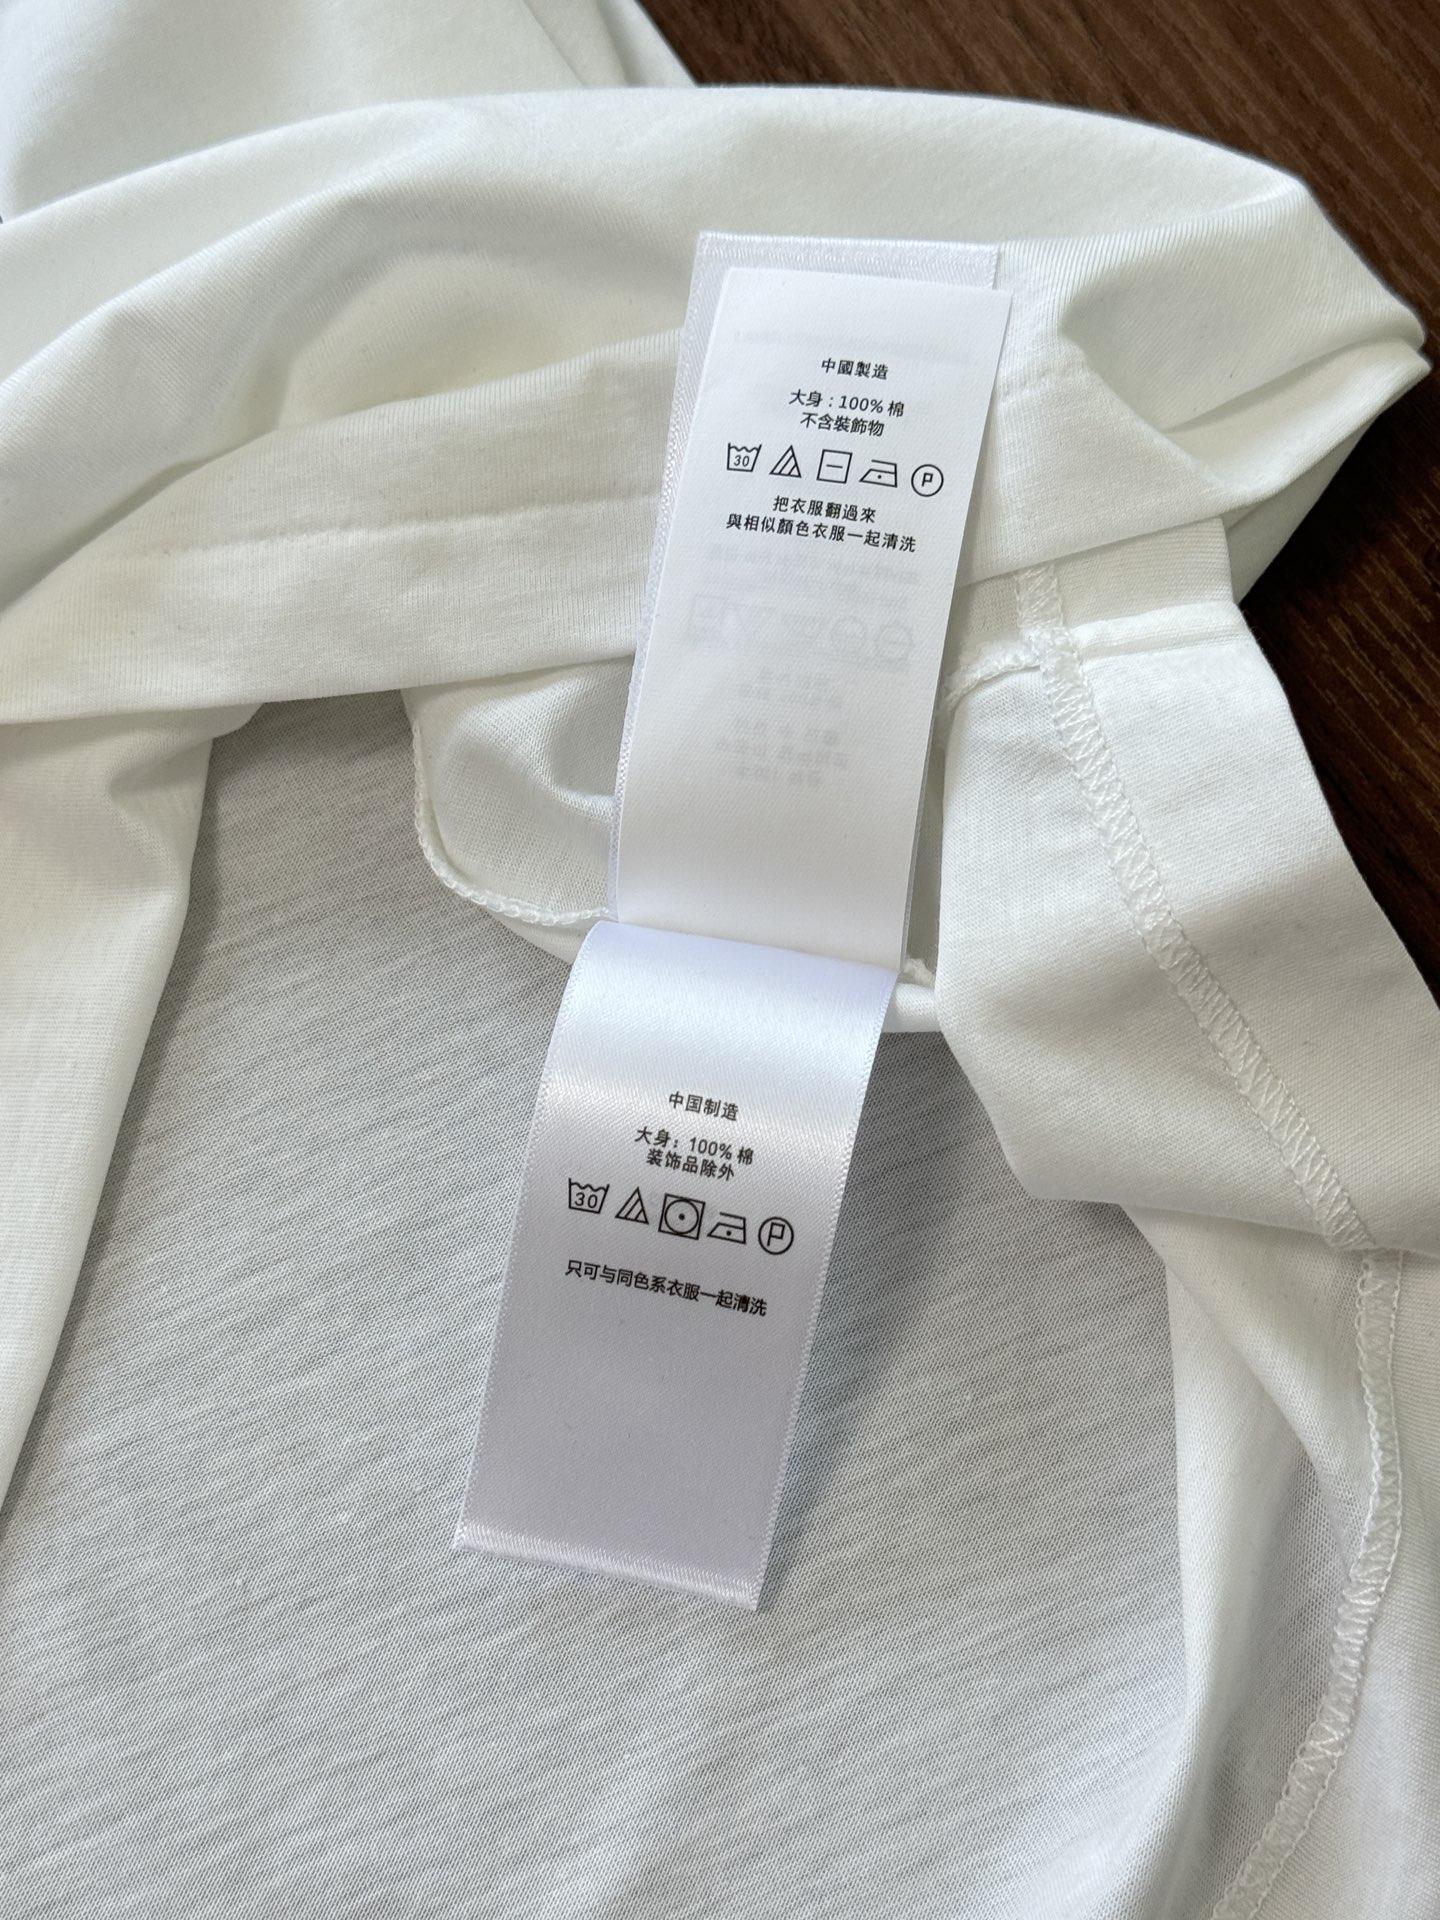 中國製造
大身 : 100% 棉
不含裝飾物
30 P
把衣服翻過來
與相似顏色衣服一起清洗
中国制造
大身: 100% 棉
装饰品除外
30 P
只可与同色系衣服一起清洗